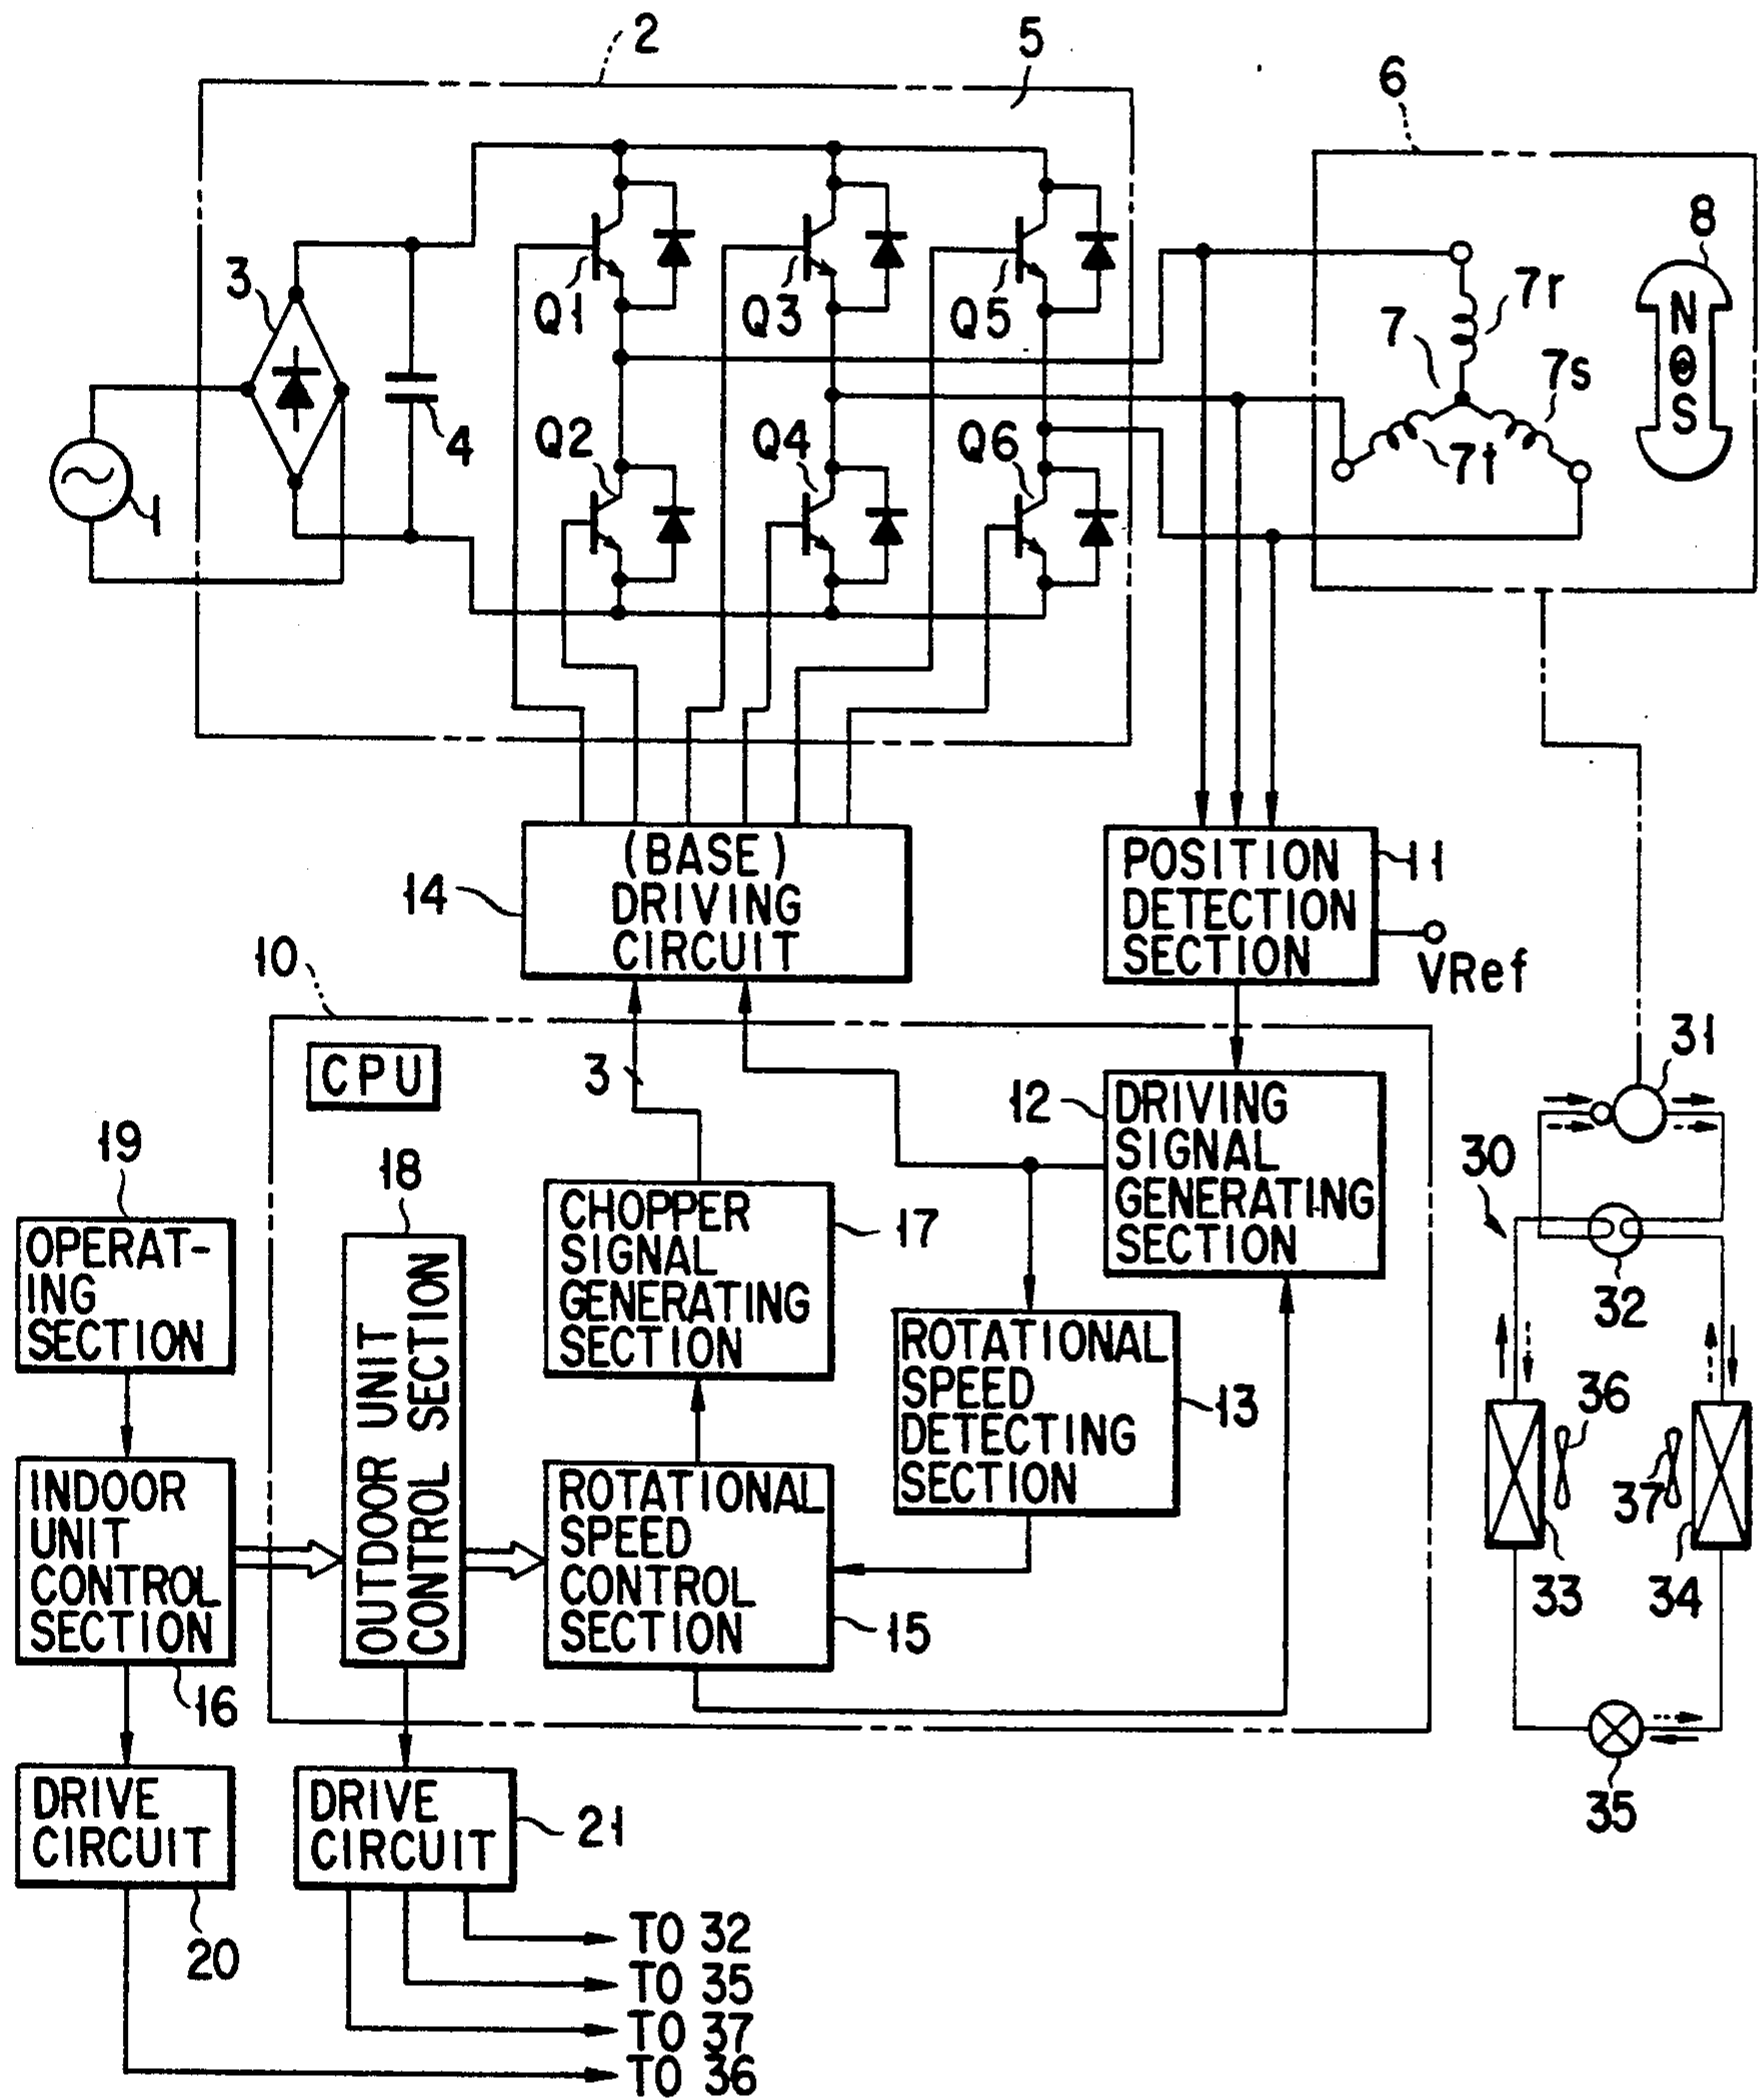 2
5
6
8
3
Q1
Q3
Q5
7r
7
7s
N
S
4
Q2
Q4
Q6
7t
1
(BASE)
DRIVING
CIRCUIT
14
POSITION
DETECTION
SECTION
11
VRef
10
CPU
3
12
DRIVING
SIGNAL
GENERATING
SECTION
31
30
32
19
OPERAT-
ING
SECTION
18
OUTDOOR UNIT
CONTROL SECTION
CHOPPER
SIGNAL
GENERATING
SECTION
17
ROTATIONAL
SPEED
DETECTING
SECTION
13
36
37
33
34
INDOOR
UNIT
CONTROL
SECTION
16
ROTATIONAL
SPEED
CONTROL
SECTION
15
35
DRIVE
CIRCUIT
20
DRIVE
CIRCUIT
21
TO 32
TO 35
TO 37
TO 36